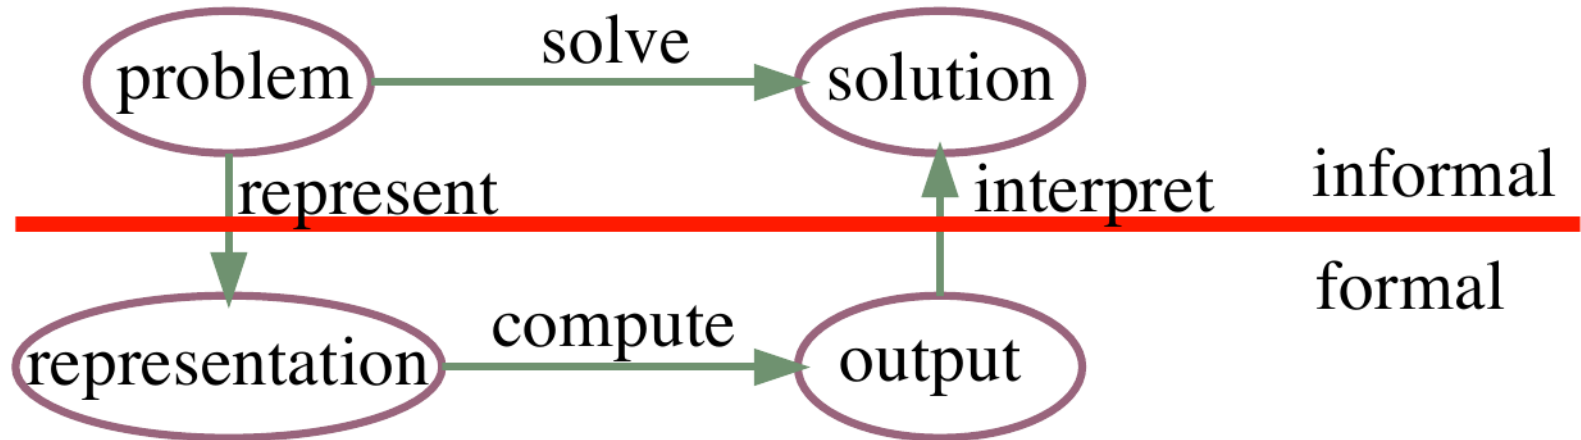 solve
problem
solution
represent
interpret
informal
formal
compute
representation
output